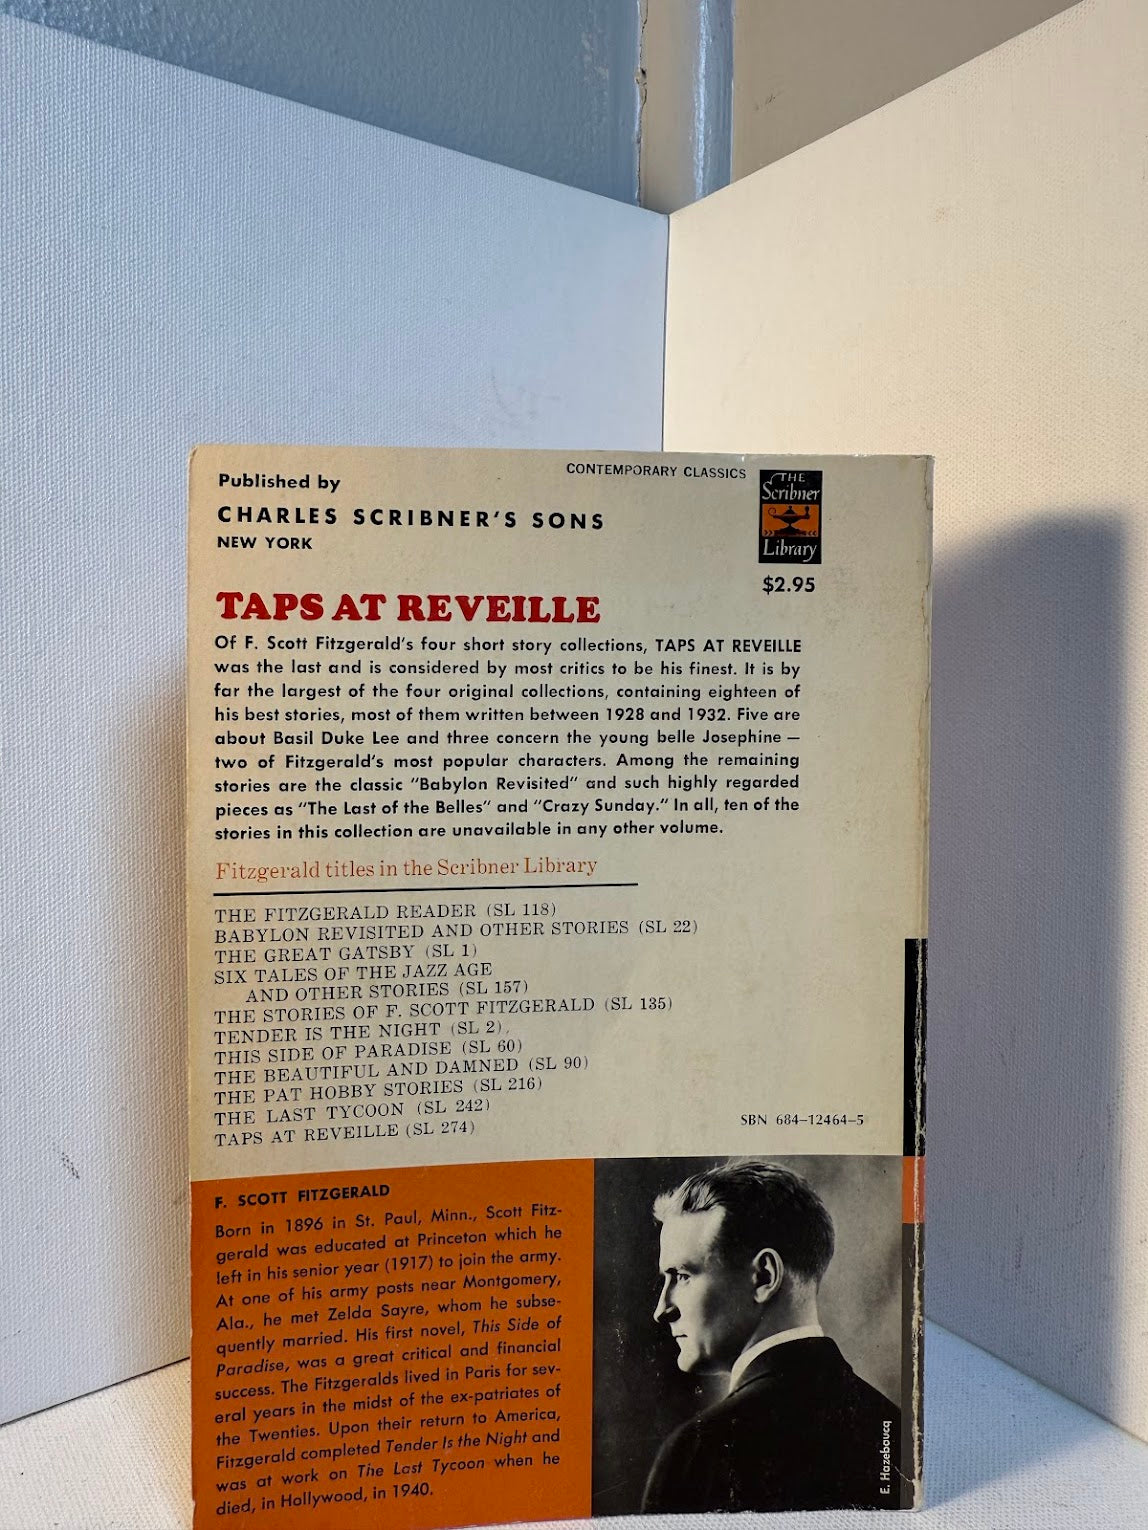 Published by
CHARLES SCRIBNER'S SONS
NEW YORK
CONTEMPORARY CLASSICS
THE
Scribner
Library
$2.95
TAPS AT REVEILLE
Of F. Scott Fitzgerald's four short story collections, TAPS AT REVEILLE
was the last and is considered by most critics to be his finest. It is by
far the largest of the four original collections, containing eighteen of
his best stories, most of them written between 1928 and 1932. Five are
about Basil Duke Lee and three concern the young belle Josephine —
two of Fitzgerald's most popular characters. Among the remaining
stories are the classic "Babylon Revisited" and such highly regarded
pieces as "The Last of the Belles" and "Crazy Sunday." In all, ten of the
stories in this collection are unavailable in any other volume.
Fitzgerald titles in the Scribner Library
THE FITZGERALD READER (SL 118)
BABYLON REVISITED AND OTHER STORIES (SL 22)
THE GREAT GATSBY (SL 1)
SIX TALES OF THE JAZZ AGE
AND OTHER STORIES (SL 157)
THE STORIES OF F. SCOTT FITZGERALD (SL 135)
TENDER IS THE NIGHT (SL 2)
THIS SIDE OF PARADISE (SL 60)
THE BEAUTIFUL AND DAMNED (SL 90)
THE PAT HOBBY STORIES (SL 216)
THE LAST TYCOON (SL 242)
TAPS AT REVEILLE (SL 274)
SBN 684-12464-5
F. SCOTT FITZGERALD
Born in 1896 in St. Paul, Minn., Scott Fitz-
gerald was educated at Princeton which he
left in his senior year (1917) to join the army.
At one of his army posts near Montgomery,
Ala., he met Zelda Sayre, whom he subse-
quently married. His first novel, This Side of
Paradise, was a great critical and financial
success. The Fitzgeralds lived in Paris for sev-
eral years in the midst of the ex-patriates of
the Twenties. Upon their return to America,
Fitzgerald completed Tender Is the Night and
was at work on The Last Tycoon when he
died, in Hollywood, in 1940.
E. Hazebaucq